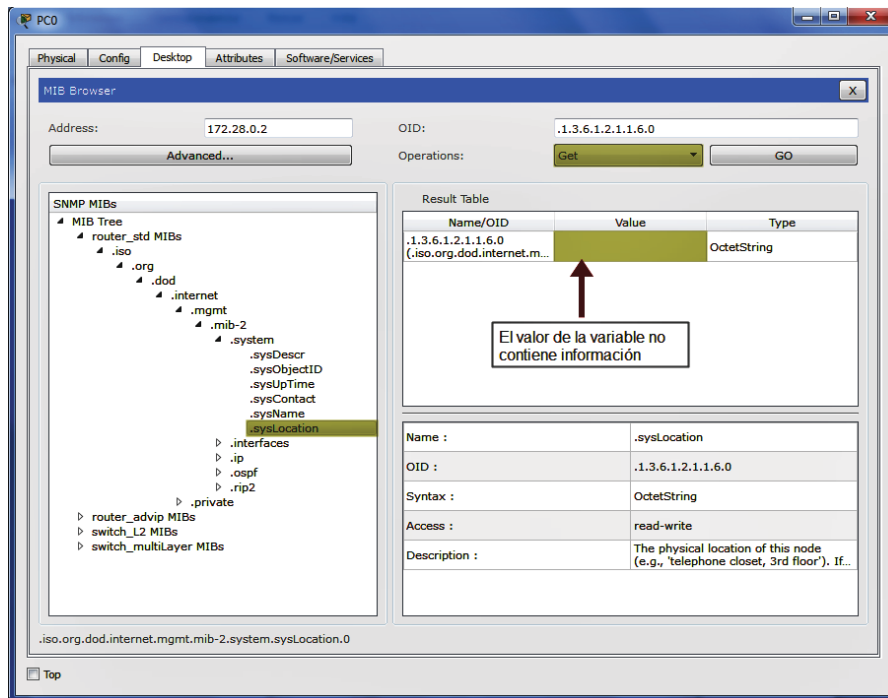 PC0
Physical Config Desktop Attributes Software/Services
MIB Browser X
Address: 172.28.0.2 OID: .1.3.6.1.2.1.1.6.0
Advanced... Operations: Get GO
SNMP MIBs
MIB Tree
router_std MIBs
.iso
.org
.dod
.internet
.mgmt
.mib-2
.system
.sysDescr
.sysObjectID
.sysUpTime
.sysContact
.sysName
.sysLocation
.interfaces
.ip
.ospf
.rip2
.private
router_advip MIBs
switch_L2 MIBs
switch_multiLayer MIBs
Result Table
Name/OID Value Type
.1.3.6.1.2.1.1.6.0
(.iso.org.dod.internet.m... OctetString
El valor de la variable no
contiene información
Name : .sysLocation
OID : .1.3.6.1.2.1.1.6.0
Syntax : OctetString
Access : read-write
Description : The physical location of this node
(e.g., 'telephone closet, 3rd floor'). If...
.iso.org.dod.internet.mgmt.mib-2.system.sysLocation.0
Top